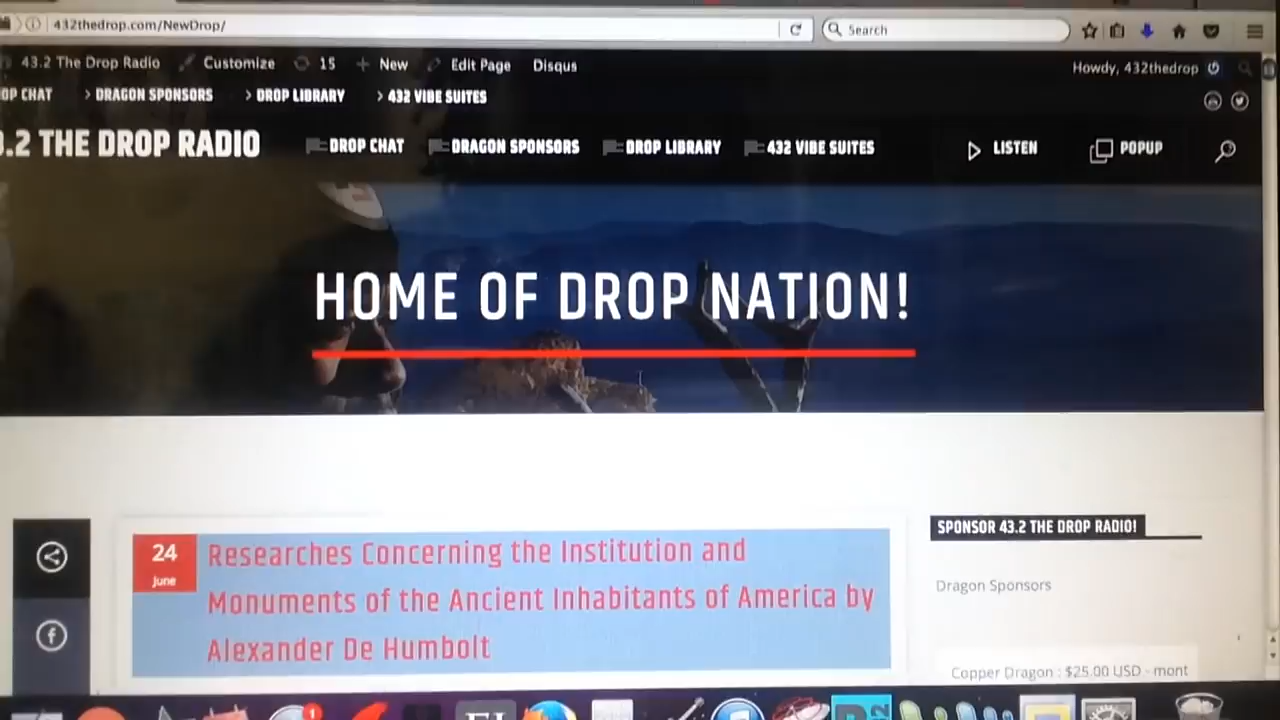 432thedrop.com/NewDrop/
Search
43.2 The Drop Radio Customize 15 New Edit Page Disqus
Howdy, 432thedrop
OP CHAT > DRAGON SPONSORS > DROP LIBRARY > 432 VIBE SUITES
.2 THE DROP RADIO DROP CHAT DRAGON SPONSORS DROP LIBRARY 432 VIBE SUITES LISTEN POPUP
HOME OF DROP NATION!
24
June
Researches Concerning the Institution and
Monuments of the Ancient Inhabitants of America by
Alexander De Humbolt
SPONSOR 43.2 THE DROP RADIO!
Dragon Sponsors
Copper Dragon : $25.00 USD - mont
1